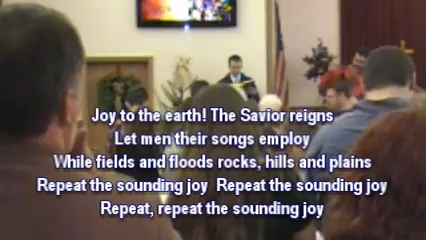 Joy to the earth! The Savior reigns
Let men their songs employ
While fields and floods rocks, hills and plains
Repeat the sounding joy Repeat the sounding joy
Repeat, repeat the sounding joy